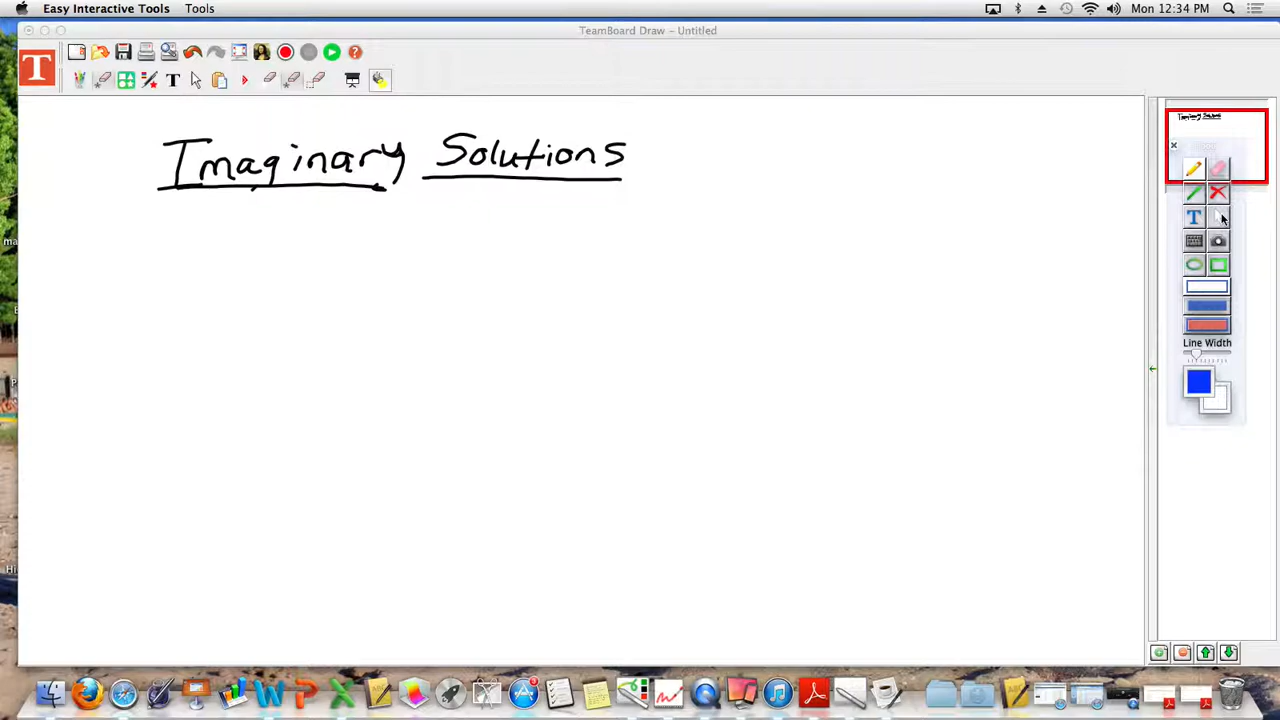 Easy Interactive Tools Tools Mon 12:34 PM
TeamBoard Draw – Untitled
Imaginary Solutions
Line Width